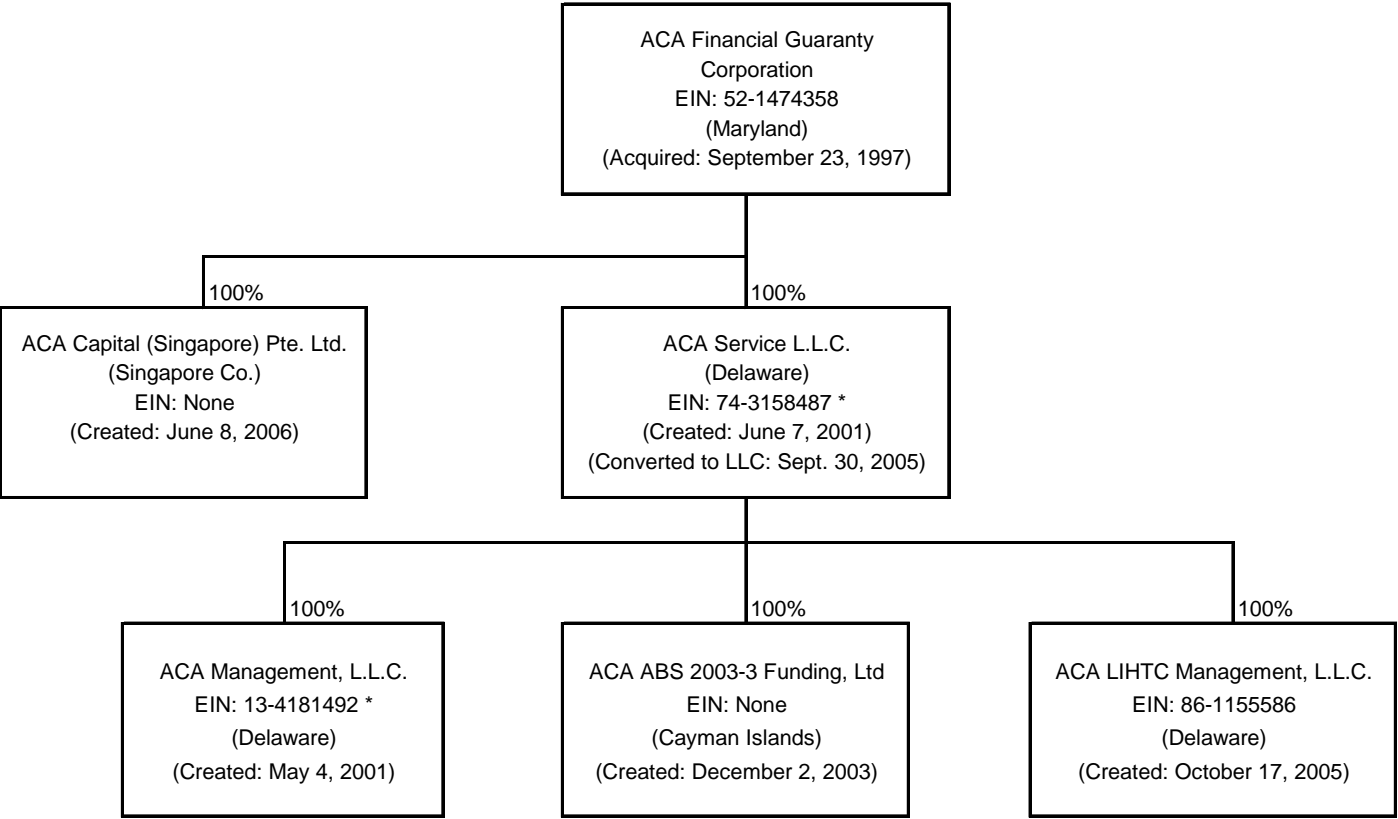 ACA Financial Guaranty
Corporation
EIN: 52-1474358
(Maryland)
(Acquired: September 23, 1997)
100%
ACA Capital (Singapore) Pte. Ltd.
(Singapore Co.)
EIN: None
(Created: June 8, 2006)
100%
ACA Service L.L.C.
(Delaware)
EIN: 74-3158487 *
(Created: June 7, 2001)
(Converted to LLC: Sept. 30, 2005)
100%
ACA Management, L.L.C.
EIN: 13-4181492 *
(Delaware)
(Created: May 4, 2001)
100%
ACA ABS 2003-3 Funding, Ltd
EIN: None
(Cayman Islands)
(Created: December 2, 2003)
100%
ACA LIHTC Management, L.L.C.
EIN: 86-1155586
(Delaware)
(Created: October 17, 2005)